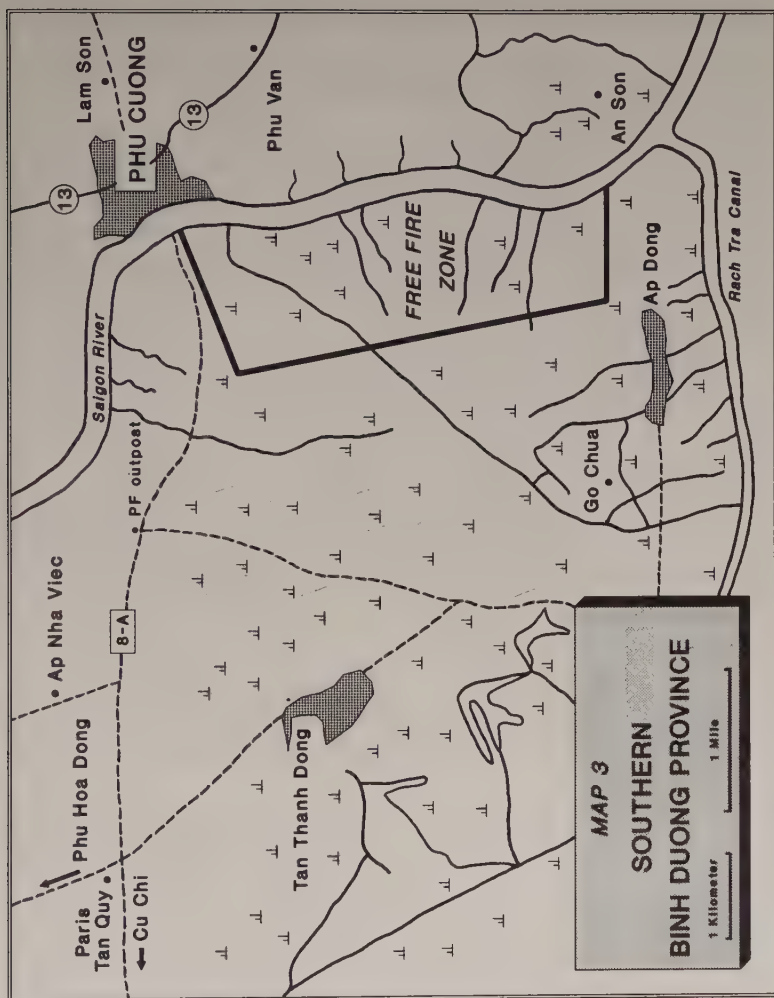 Lam Son
PHU CUONG
13
13
Phu Van
Saigon River
PF outpost
Ap Nha Viec
8-A
Phu Hoa Dong
Paris
Tan Quy
Cu Chi
FREE FIRE
ZONE
An Son
Ap Dong
Rach Tra Canal
Go Chua
Tan Thanh Dong
MAP 3
SOUTHERN
BINH DUONG PROVINCE
1 Kilometer
1 Mile